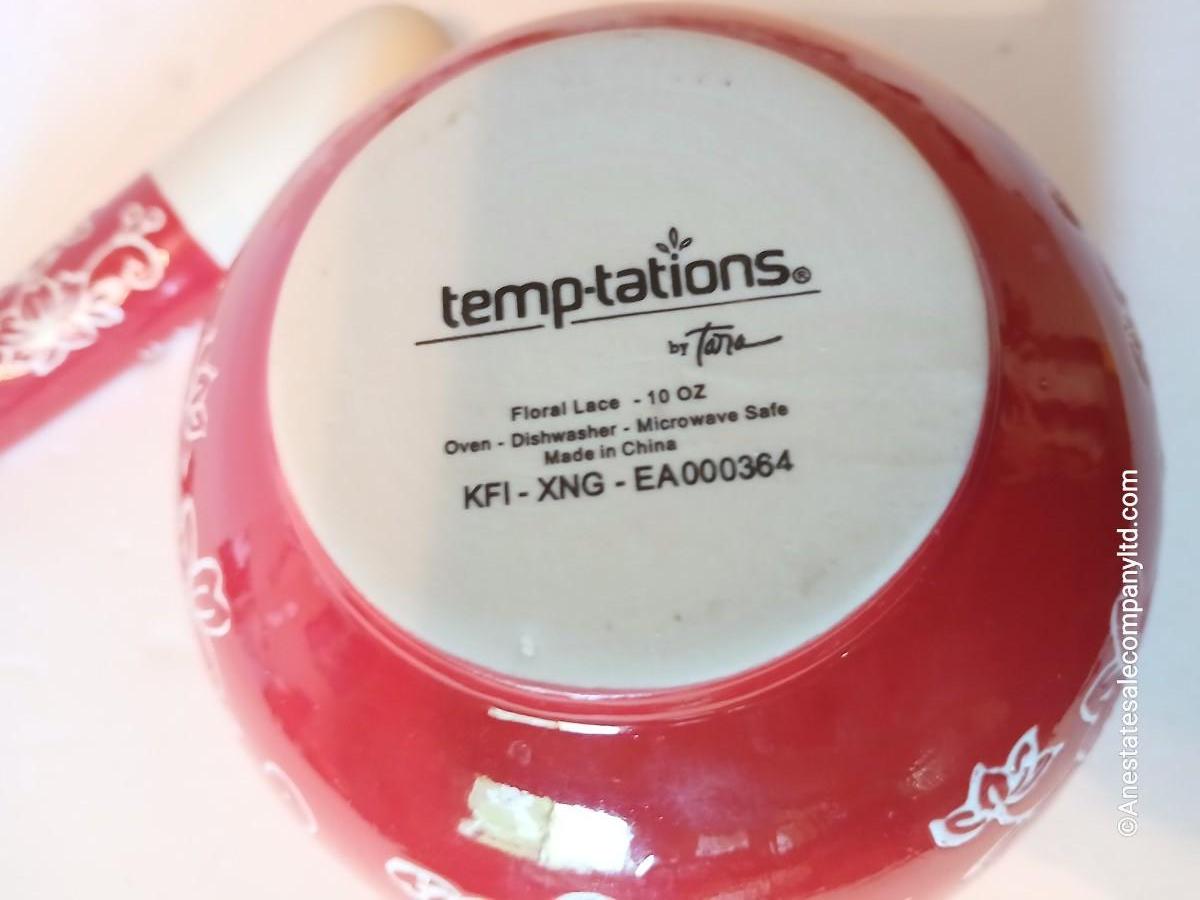 temp-tations®
by Tara
Floral Lace - 10 OZ
Oven - Dishwasher - Microwave Safe
Made in China
KFI - XNG - EA000364
©Anestatesalecompanyltd.com